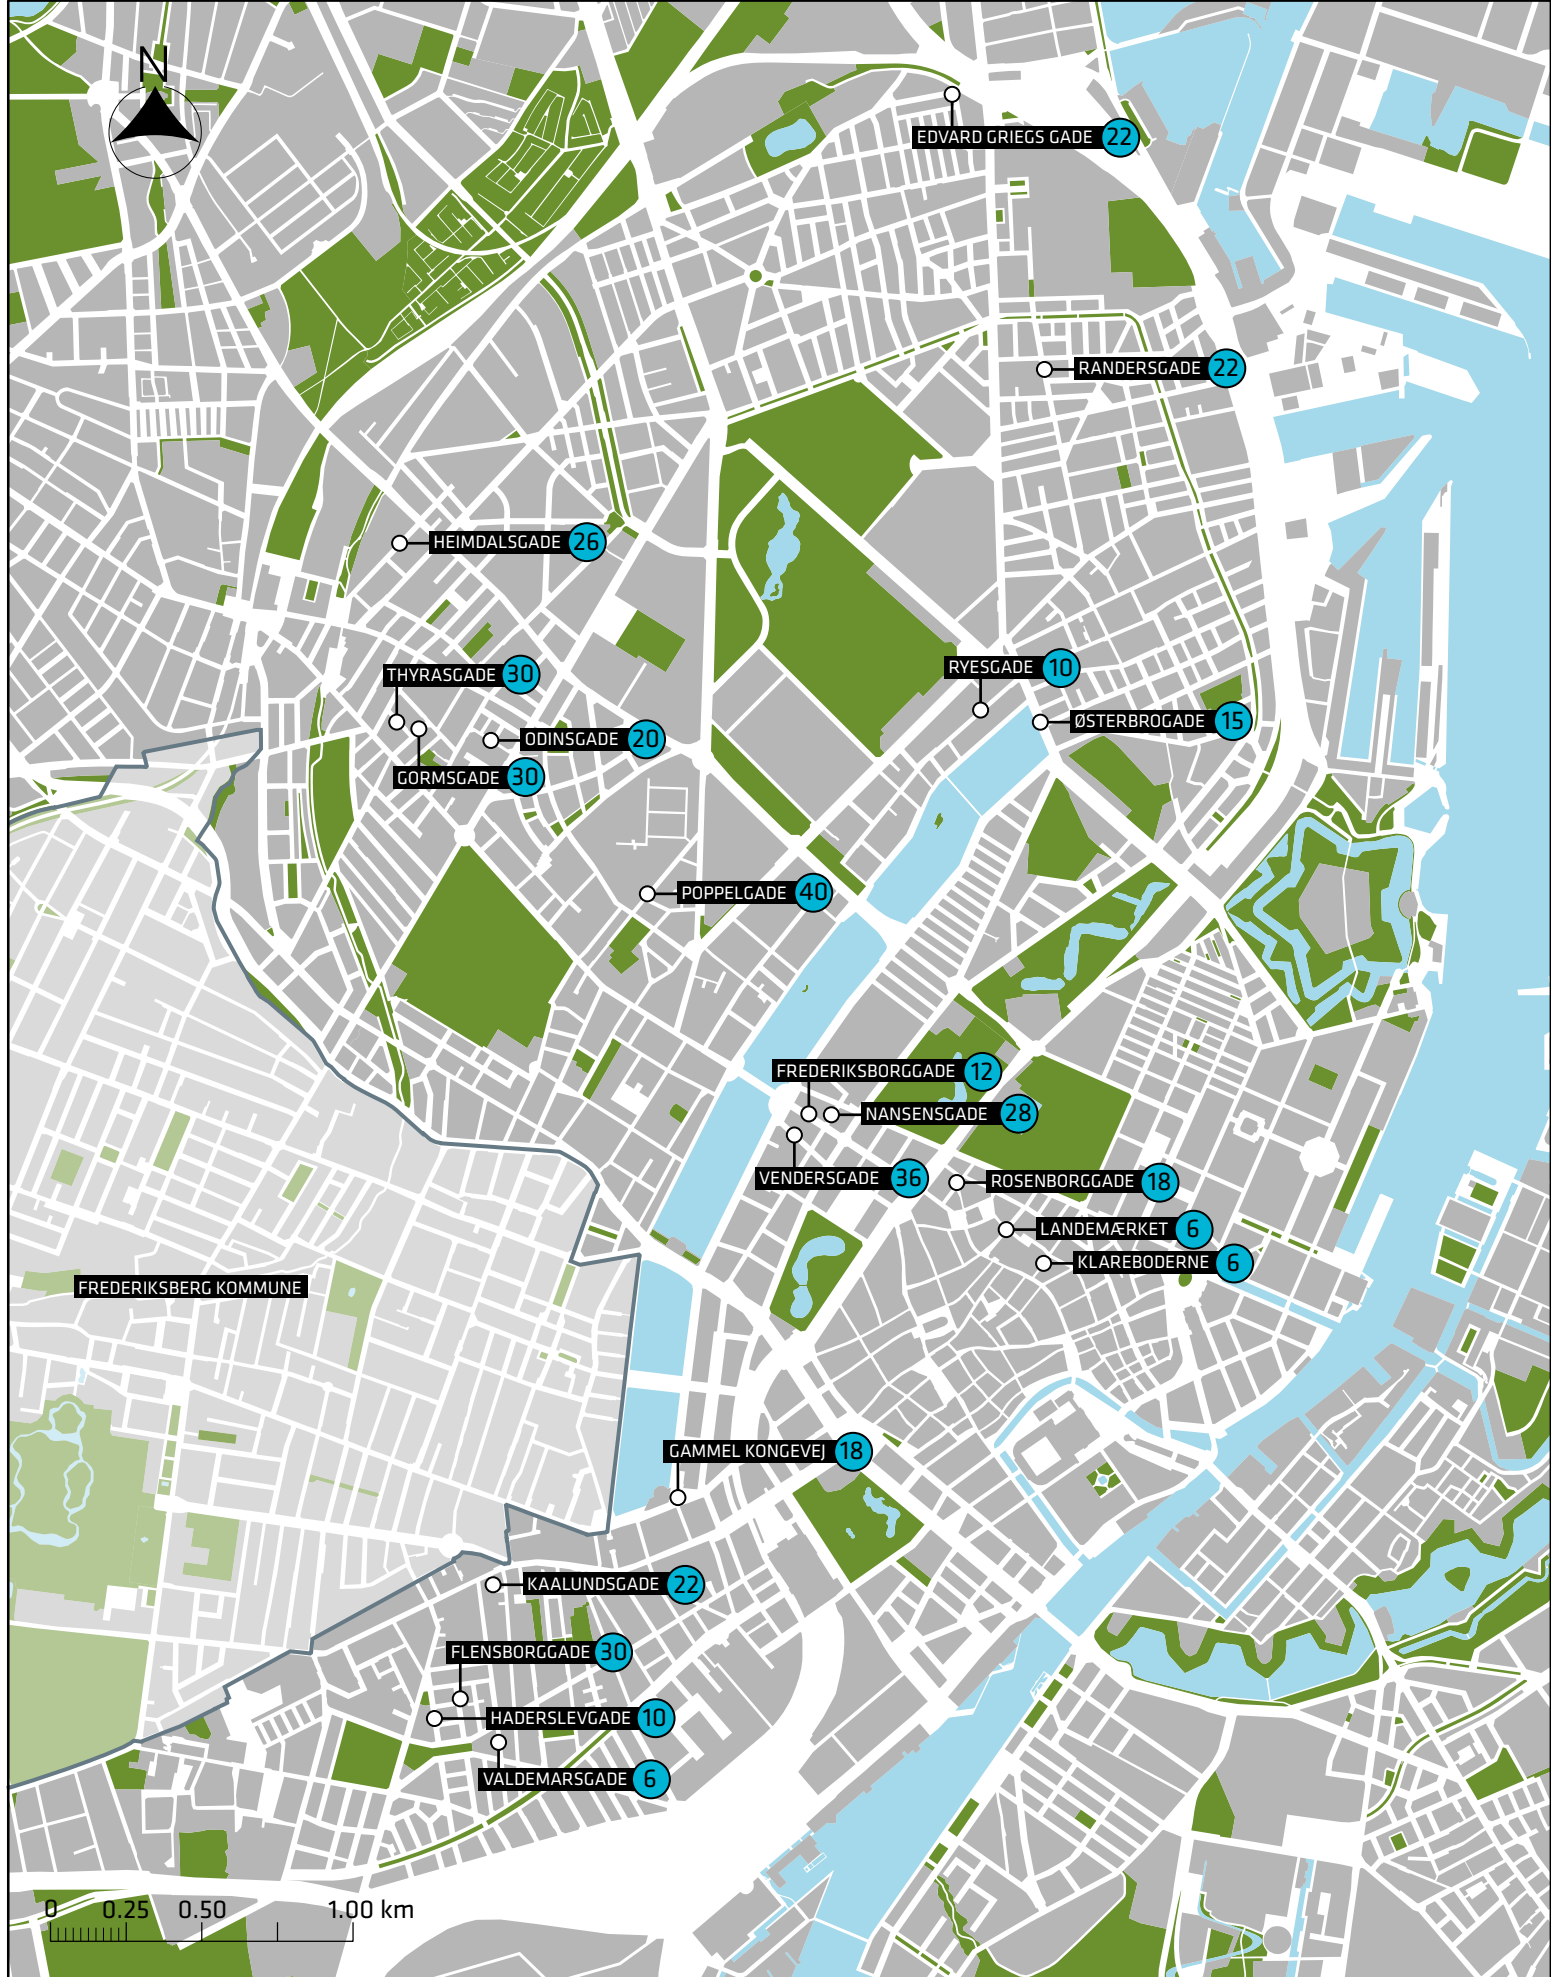 N
EDVARD GRIEGS GADE 22
RANDERSGADE 22
HEIMDALSGADE 26
RYESGADE 10
THYRASGADE 30
ØSTERBROGADE 15
ODINSGADE 20
GORMSGADE 30
POPPELGADE 40
FREDERIKSBORGGADE 12
NANSENSGADE 28
VENDERSGADE 36
ROSENBORGGADE 18
LANDEMÆRKET 6
KLAREBODERNE 6
FREDERIKSBERG KOMMUNE
GAMMEL KONGEVEJ 18
KAALUNDSGADE 22
FLENSBORGGADE 30
HADERSLEVGADE 10
VALDEMARSGADE 6
0 0.25 0.50 1.00 km